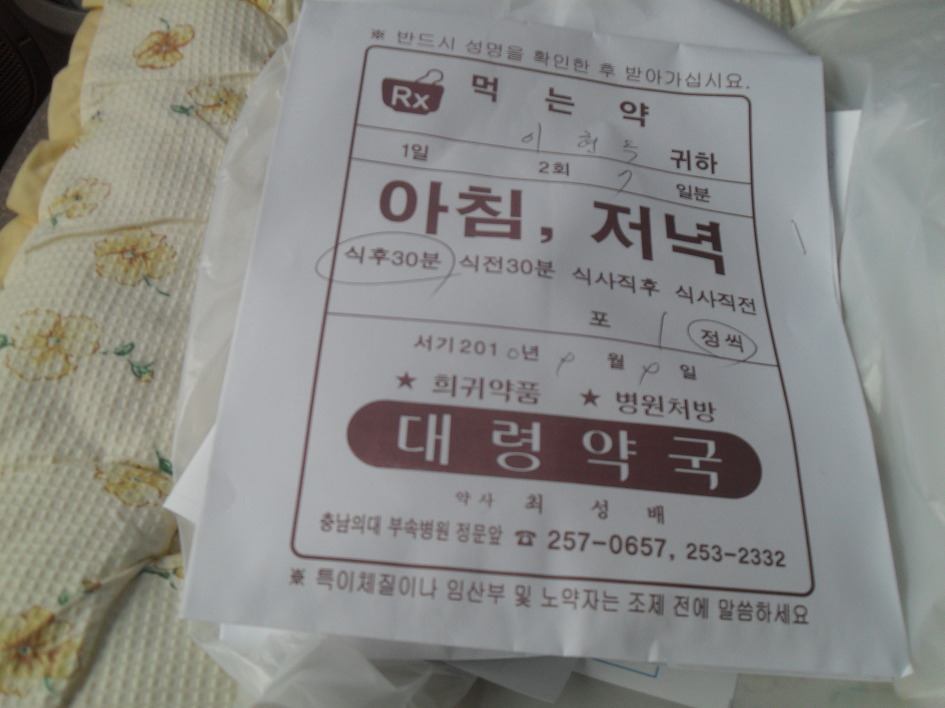 ※ 반드시 성명을 확인한 후 받아가십시요.
Rx 먹 는 약
이 현 귀하
1일 2회 7 일분
아침, 저녁
식후30분 식전30분 식사직후 식사직전
포 1 정씩
서기2010년 9월 9일
★ 희귀약품 ★ 병원처방
대 령 약 국
약사 최 성 배
충남의대 부속병원 정문앞 ☎ 257-0657, 253-2332
※ 특이체질이나 임산부 및 노약자는 조제 전에 말씀하세요